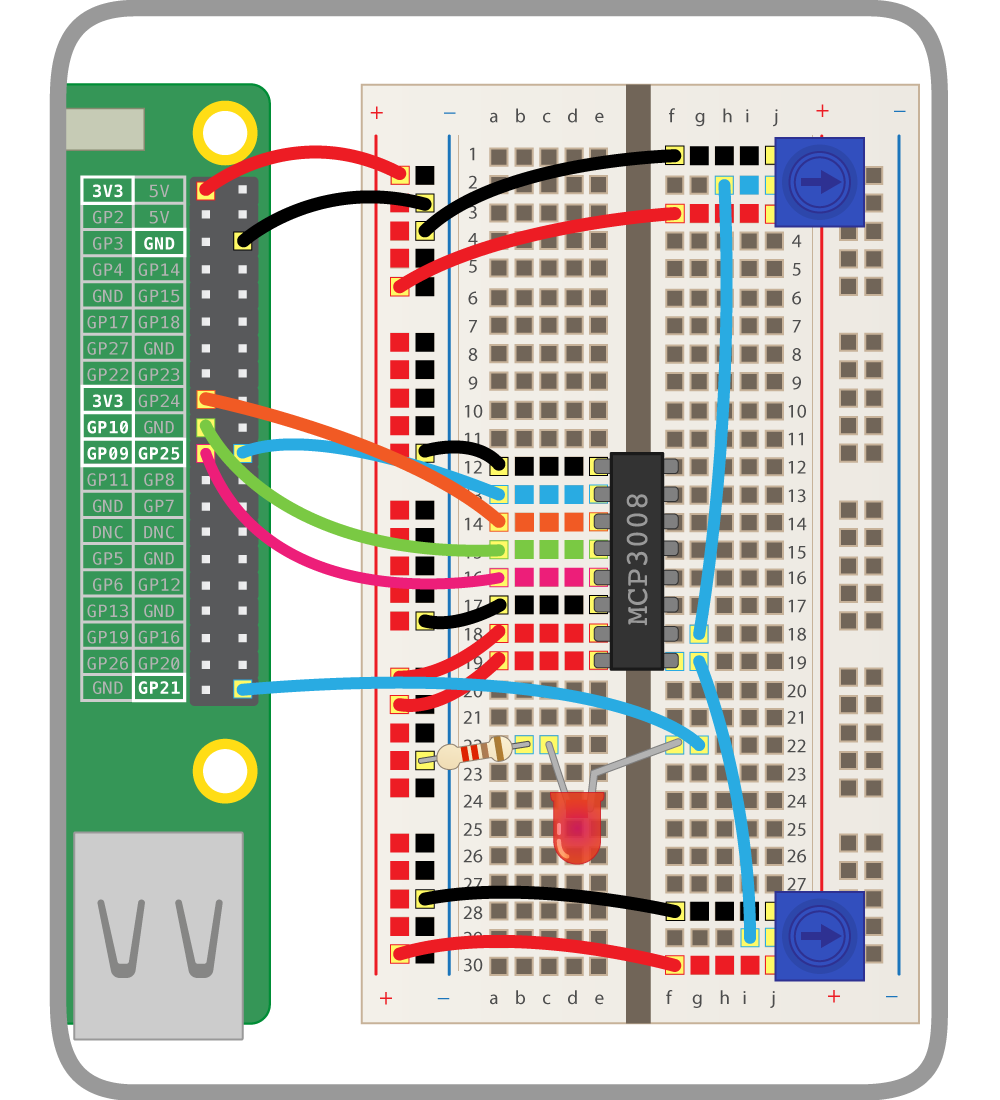 + − a b c d e f g h i j + −
3V3 5V
GP2 5V
GP3 GND
GP4 GP14
GND GP15
GP17 GP18
GP27 GND
GP22 GP23
3V3 GP24
GP10 GND
GP09 GP25
GP11 GP8
GND GP7
DNC DNC
GP5 GND
GP6 GP12
GP13 GND
GP19 GP16
GP26 GP20
GND GP21
1
2
3
4 4
5 5
6 6
7 7
8 8
9 9
10 10
11 11
12 12
13 13
14 14
15 15
16 16
17 17
18 18
19 19
20 20
21 21
22 22
23 23
24 24
25 25
26 26
27 27
28
29
30
MCP3008
+ − a b c d e f g h i j + −